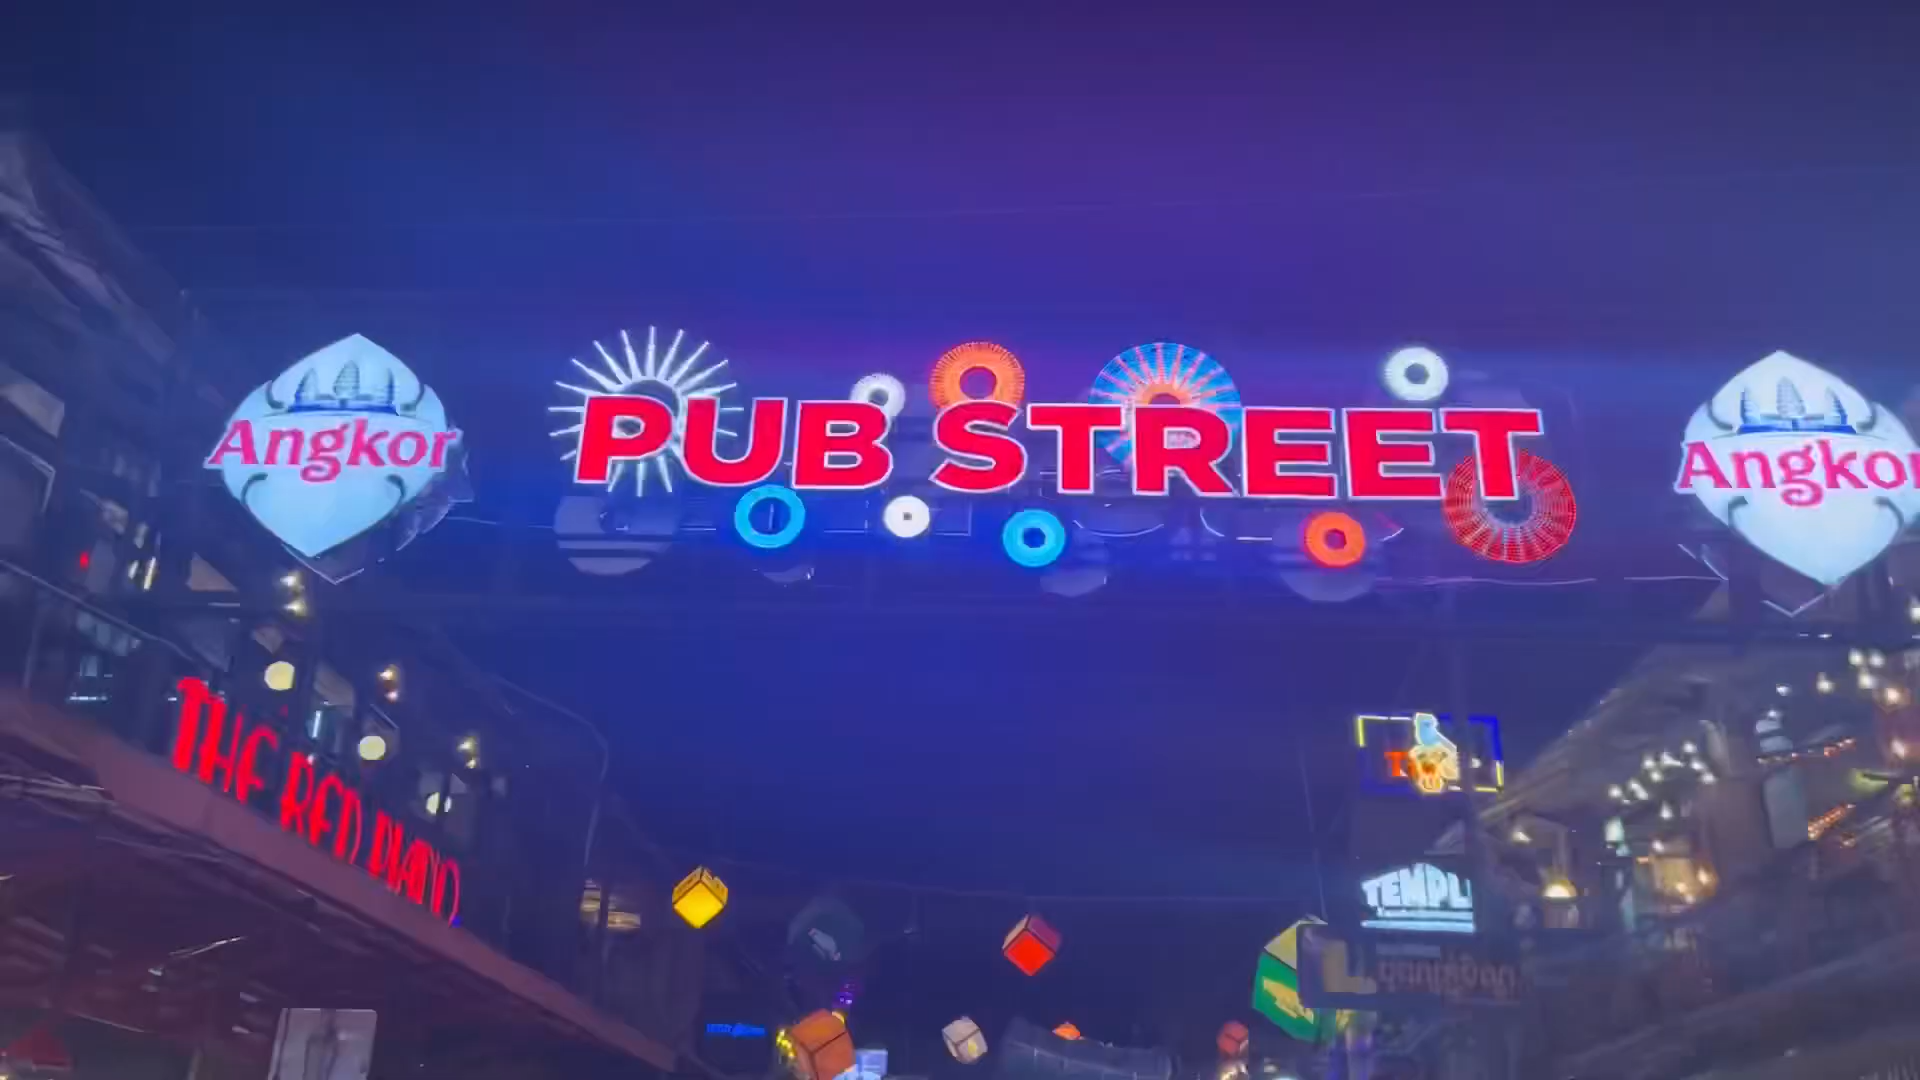 Angkor
PUB STREET
Angkor
THE RED PIANO
TEMPL